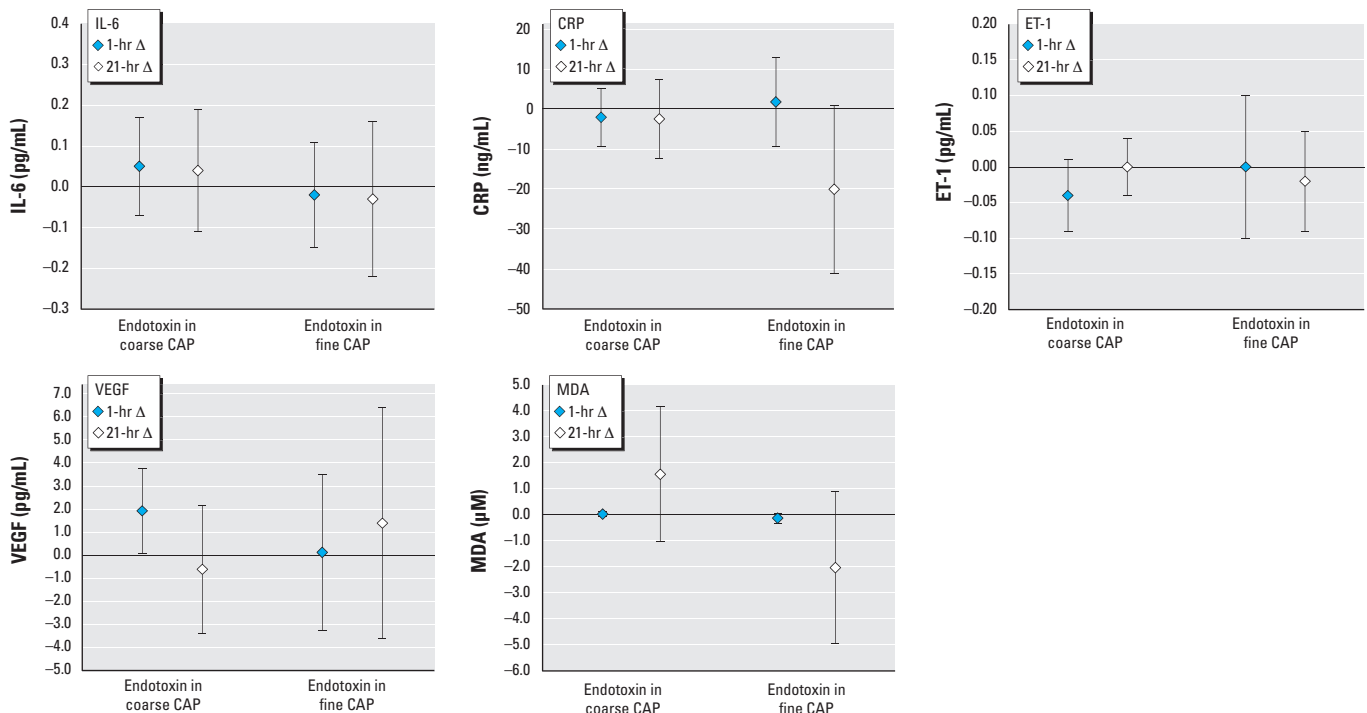 IL-6
1-hr Δ
21-hr Δ
IL-6 (pg/mL)
0.4
0.3
0.2
0.1
0.0
–0.1
–0.2
–0.3
Endotoxin in
coarse CAP
Endotoxin in
fine CAP
CRP
1-hr Δ
21-hr Δ
CRP (ng/mL)
20
10
0
–10
–20
–30
–40
–50
Endotoxin in
coarse CAP
Endotoxin in
fine CAP
ET-1
1-hr Δ
21-hr Δ
ET-1 (pg/mL)
0.20
0.15
0.10
0.05
0.00
–0.05
–0.10
–0.15
–0.20
Endotoxin in
coarse CAP
Endotoxin in
fine CAP
VEGF
1-hr Δ
21-hr Δ
VEGF (pg/mL)
7.0
6.0
5.0
4.0
3.0
2.0
1.0
0.0
–1.0
–2.0
–3.0
–4.0
–5.0
Endotoxin in
coarse CAP
Endotoxin in
fine CAP
MDA
1-hr Δ
21-hr Δ
MDA (µM)
5.0
4.0
3.0
2.0
1.0
0.0
–1.0
–2.0
–3.0
–4.0
–5.0
–6.0
Endotoxin in
coarse CAP
Endotoxin in
fine CAP